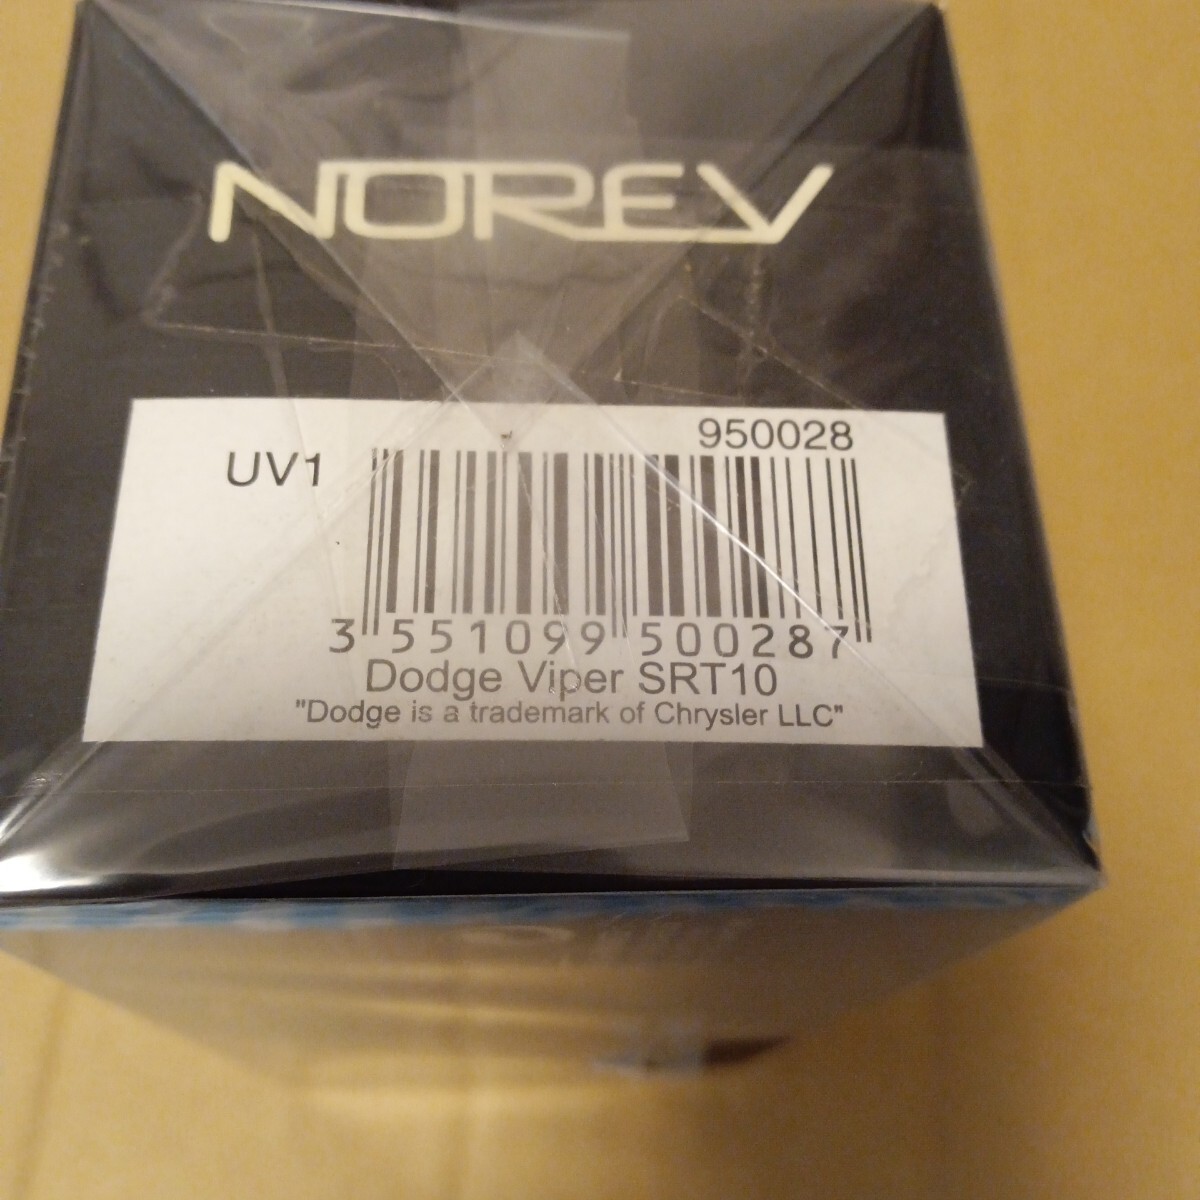 NOREV
950028
UV1
3 551099 500287
Dodge Viper SRT10
"Dodge is a trademark of Chrysler LLC"